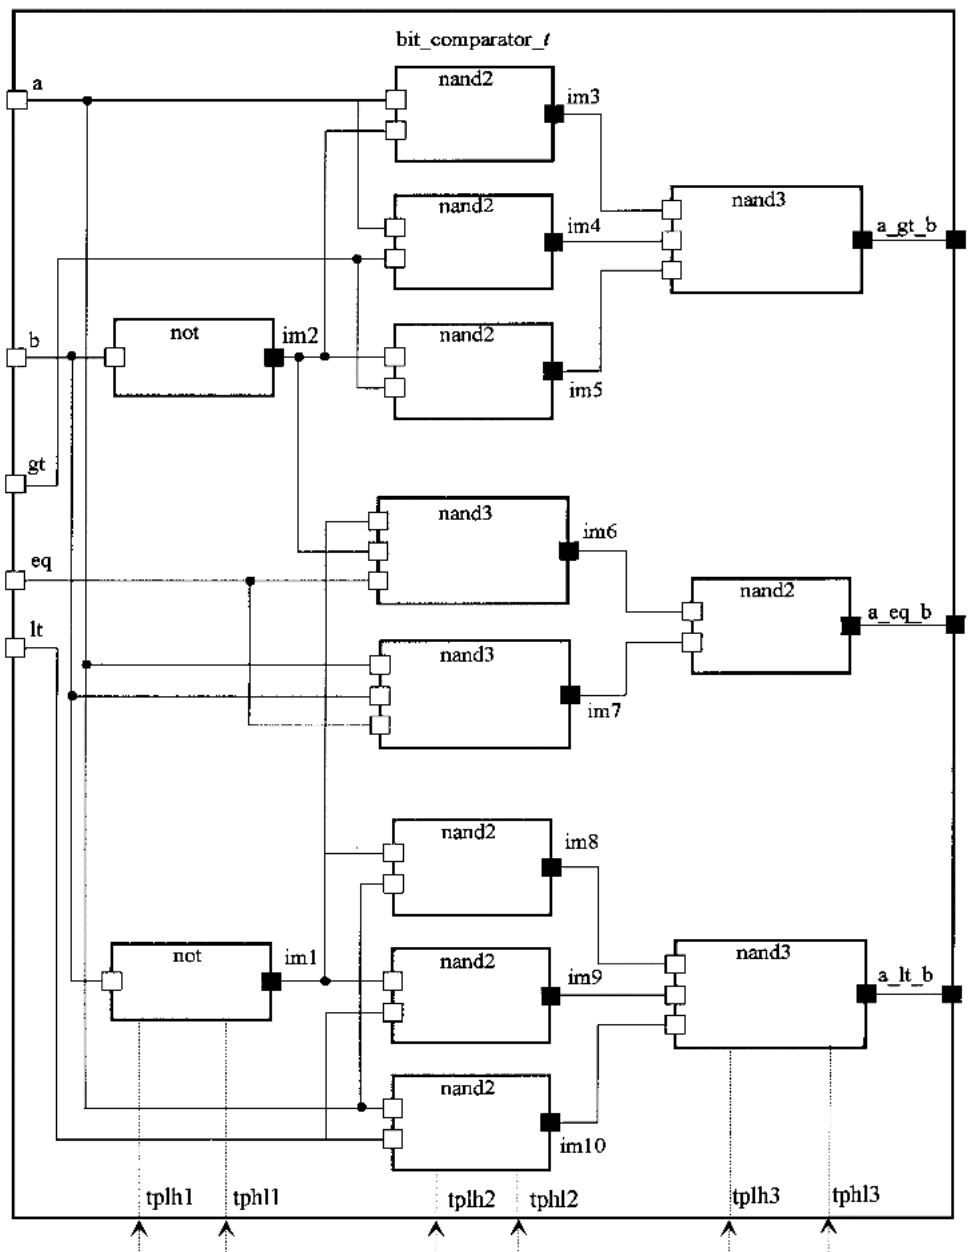 bit_comparator_t
a
nand2
im3
nand2
im4
nand3
a_gt_b
b
not
im2
nand2
im5
gt
nand3
im6
eq
nand2
a_eq_b
lt
nand3
im7
nand2
im8
not
im1
nand2
im9
nand3
a_lt_b
nand2
im10
tplh1 tphl1 tplh2 tphl2 tplh3 tphl3